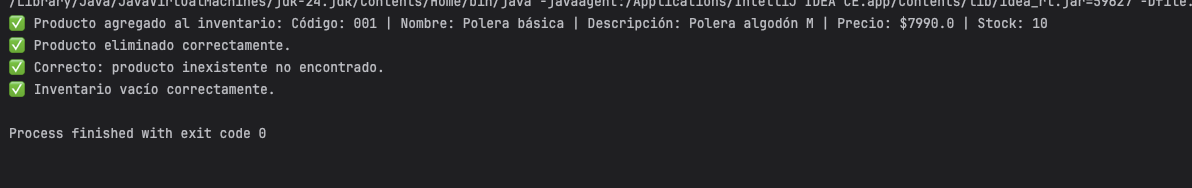 /Library/Java/JavaVirtualMachines/jdk-24.jdk/Contents/Home/bin/java -javaagent:/Applications/IntelliJ IDEA CE.app/Contents/lib/idea_rt.jar=59627 -Dfile.
✅ Producto agregado al inventario: Código: 001 | Nombre: Polera básica | Descripción: Polera algodón M | Precio: $7990.0 | Stock: 10
✅ Producto eliminado correctamente.
✅ Correcto: producto inexistente no encontrado.
✅ Inventario vacío correctamente.
Process finished with exit code 0